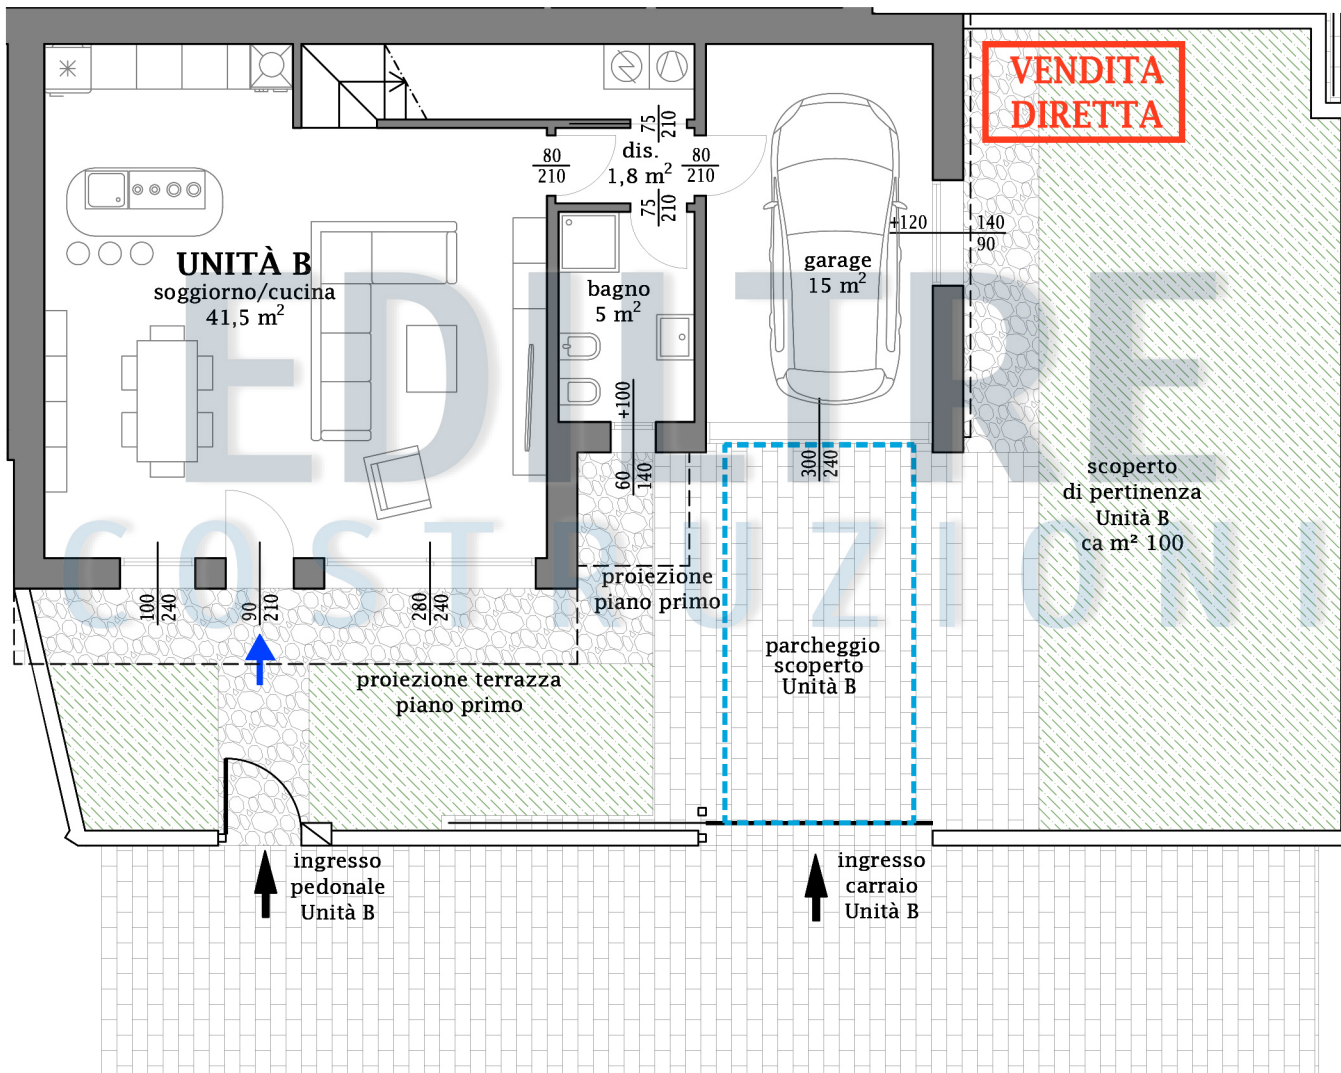 VENDITA
DIRETTA
75
210
80
210
dis.
1,8 m²
80
210
75
210
+120
140
90
UNITÀ B
soggiorno/cucina
41,5 m²
garage
15 m²
bagno
5 m²
EDILTRE
COSTRUZIONI
+100
60
140
300
240
scoperto
di pertinenza
Unità B
ca m² 100
proiezione
piano primo
100
240
90
210
280
240
parcheggio
scoperto
Unità B
proiezione terrazza
piano primo
ingresso
pedonale
Unità B
ingresso
carraio
Unità B